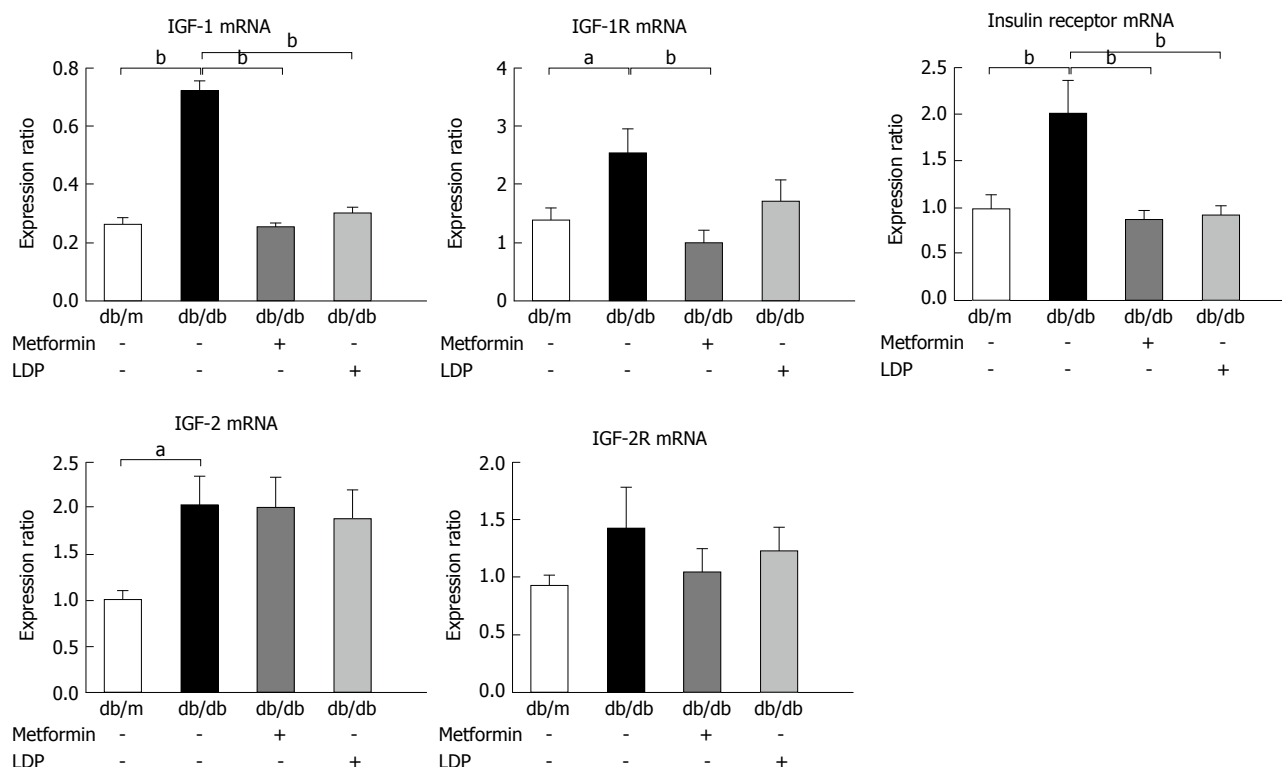 IGF-1 mRNA
b b b
Expression ratio
0.8
0.6
0.4
0.2
0.0
db/m db/db db/db db/db
Metformin - - + -
LDP - - - +
IGF-1R mRNA
a b
Expression ratio
4
3
2
1
0
db/m db/db db/db db/db
- - + -
- - - +
Insulin receptor mRNA
b b b
Expression ratio
2.5
2.0
1.5
1.0
0.5
0.0
db/m db/db db/db db/db
Metformin - - + -
LDP - - - +
IGF-2 mRNA
a
Expression ratio
2.5
2.0
1.5
1.0
0.5
0.0
db/m db/db db/db db/db
Metformin - - + -
LDP - - - +
IGF-2R mRNA
Expression ratio
2.0
1.5
1.0
0.5
0.0
db/m db/db db/db db/db
Metformin - - + -
LDP - - - +